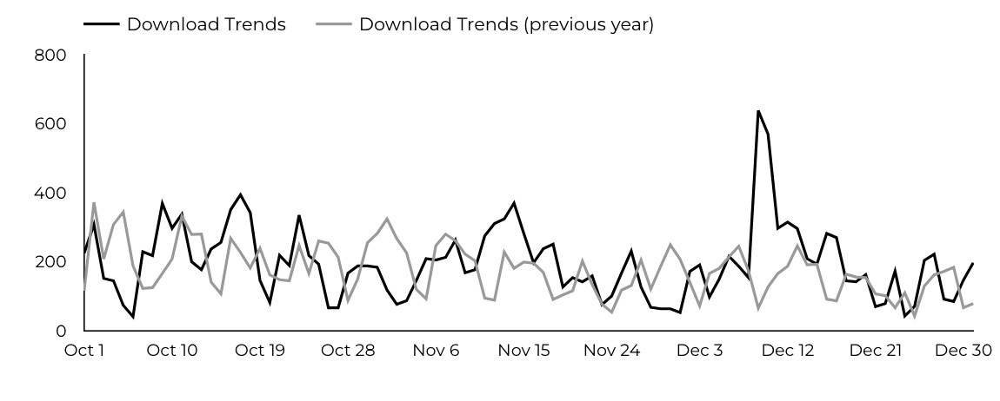 Download Trends Download Trends (previous year)
800
600
400
200
0
Oct 1 Oct 10 Oct 19 Oct 28 Nov 6 Nov 15 Nov 24 Dec 3 Dec 12 Dec 21 Dec 30